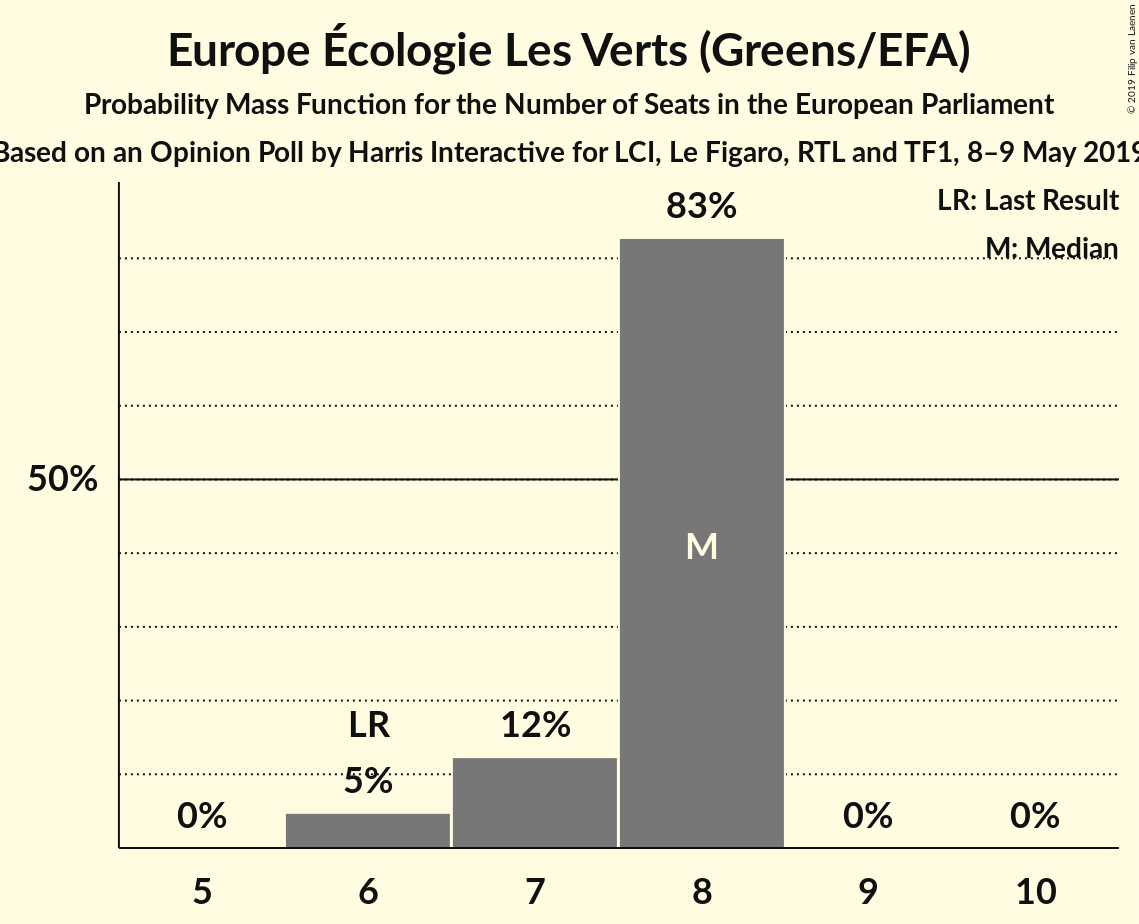 Europe Écologie Les Verts (Greens/EFA)
Probability Mass Function for the Number of Seats in the European Parliament
Based on an Opinion Poll by Harris Interactive for LCI, Le Figaro, RTL and TF1, 8–9 May 2019
© 2019 Filip van Laenen
LR: Last Result
M: Median
83%
50%
M
LR
12%
5%
0%
0%
0%
5
6
7
8
9
10